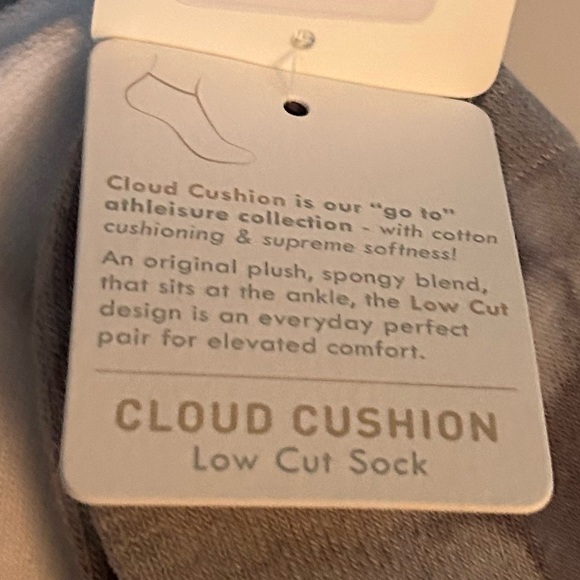 Cloud Cushion is our "go to"
athleisure collection - with cotton
cushioning & supreme softness!
An original plush, spongy blend,
that sits at the ankle, the Low Cut
design is an everyday perfect
pair for elevated comfort.
CLOUD CUSHION
Low Cut Sock